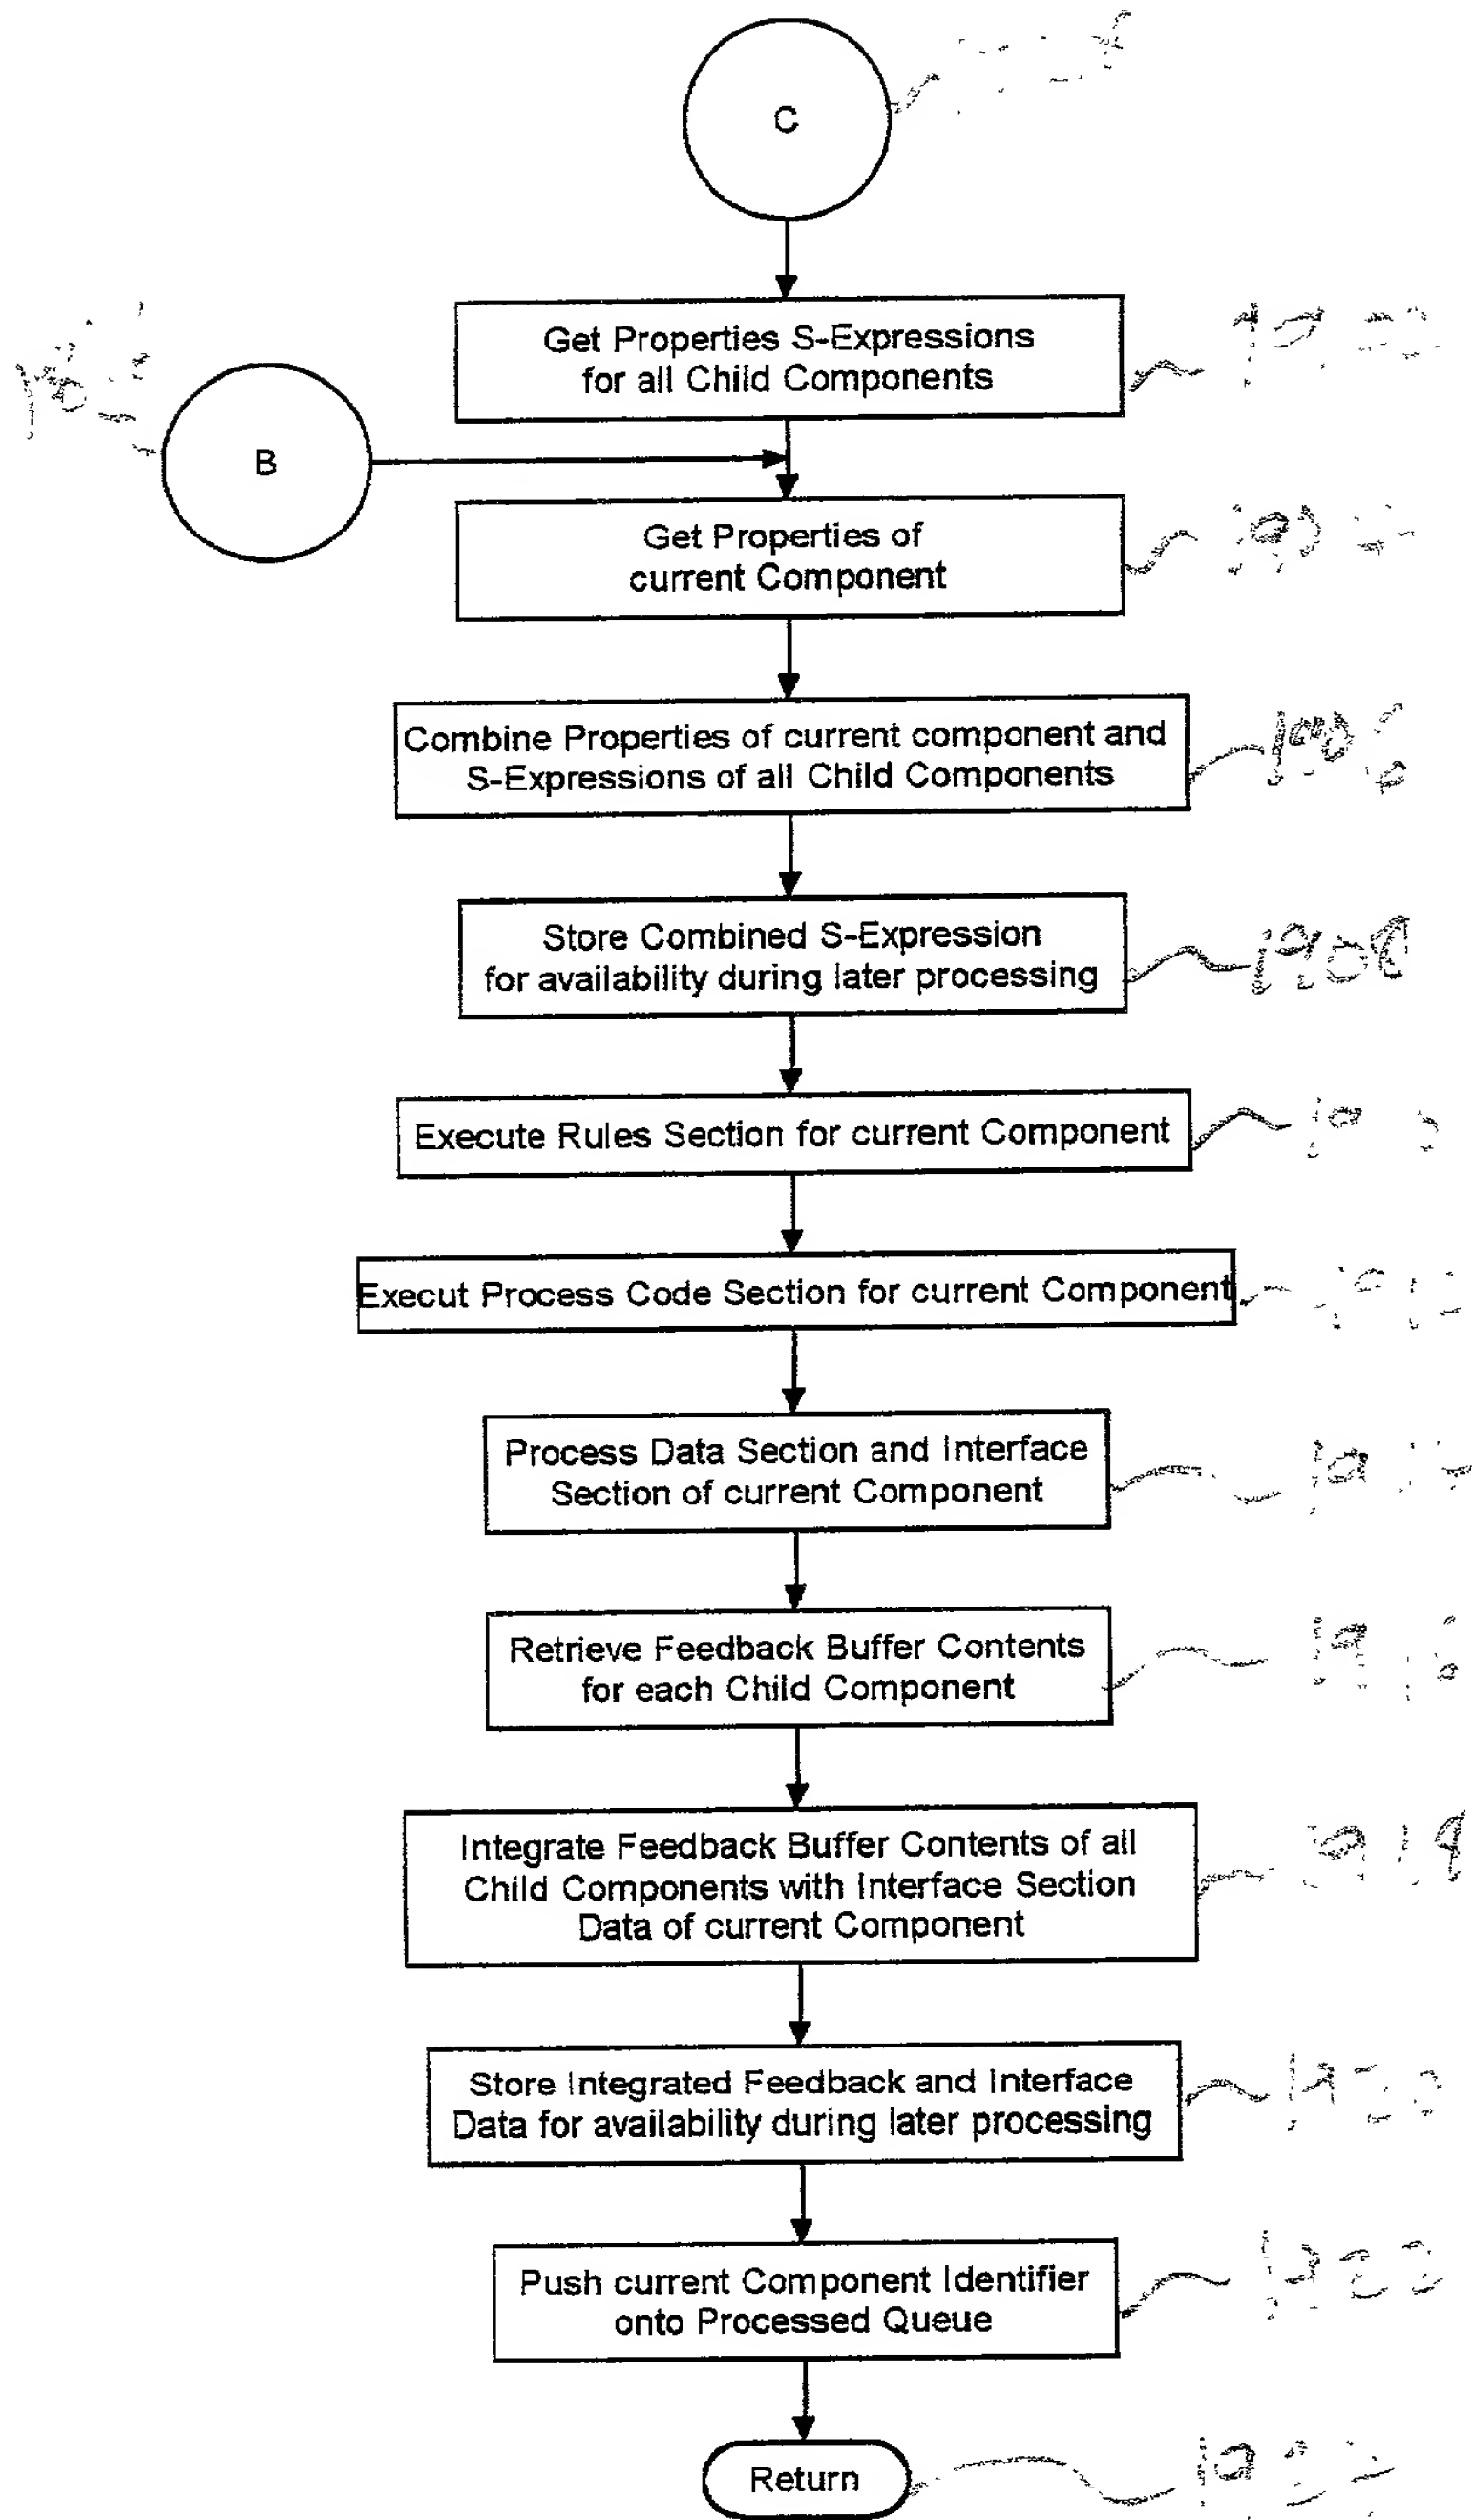 C
Get Properties S-Expressions
for all Child Components
B
Get Properties of
current Component
Combine Properties of current component and
S-Expressions of all Child Components
Store Combined S-Expression
for availability during later processing
1908
Execute Rules Section for current Component
Execut Process Code Section for current Component
Process Data Section and Interface
Section of current Component
Retrieve Feedback Buffer Contents
for each Child Component
Integrate Feedback Buffer Contents of all
Child Components with Interface Section
Data of current Component
Store Integrated Feedback and Interface
Data for availability during later processing
Push current Component Identifier
onto Processed Queue
Return